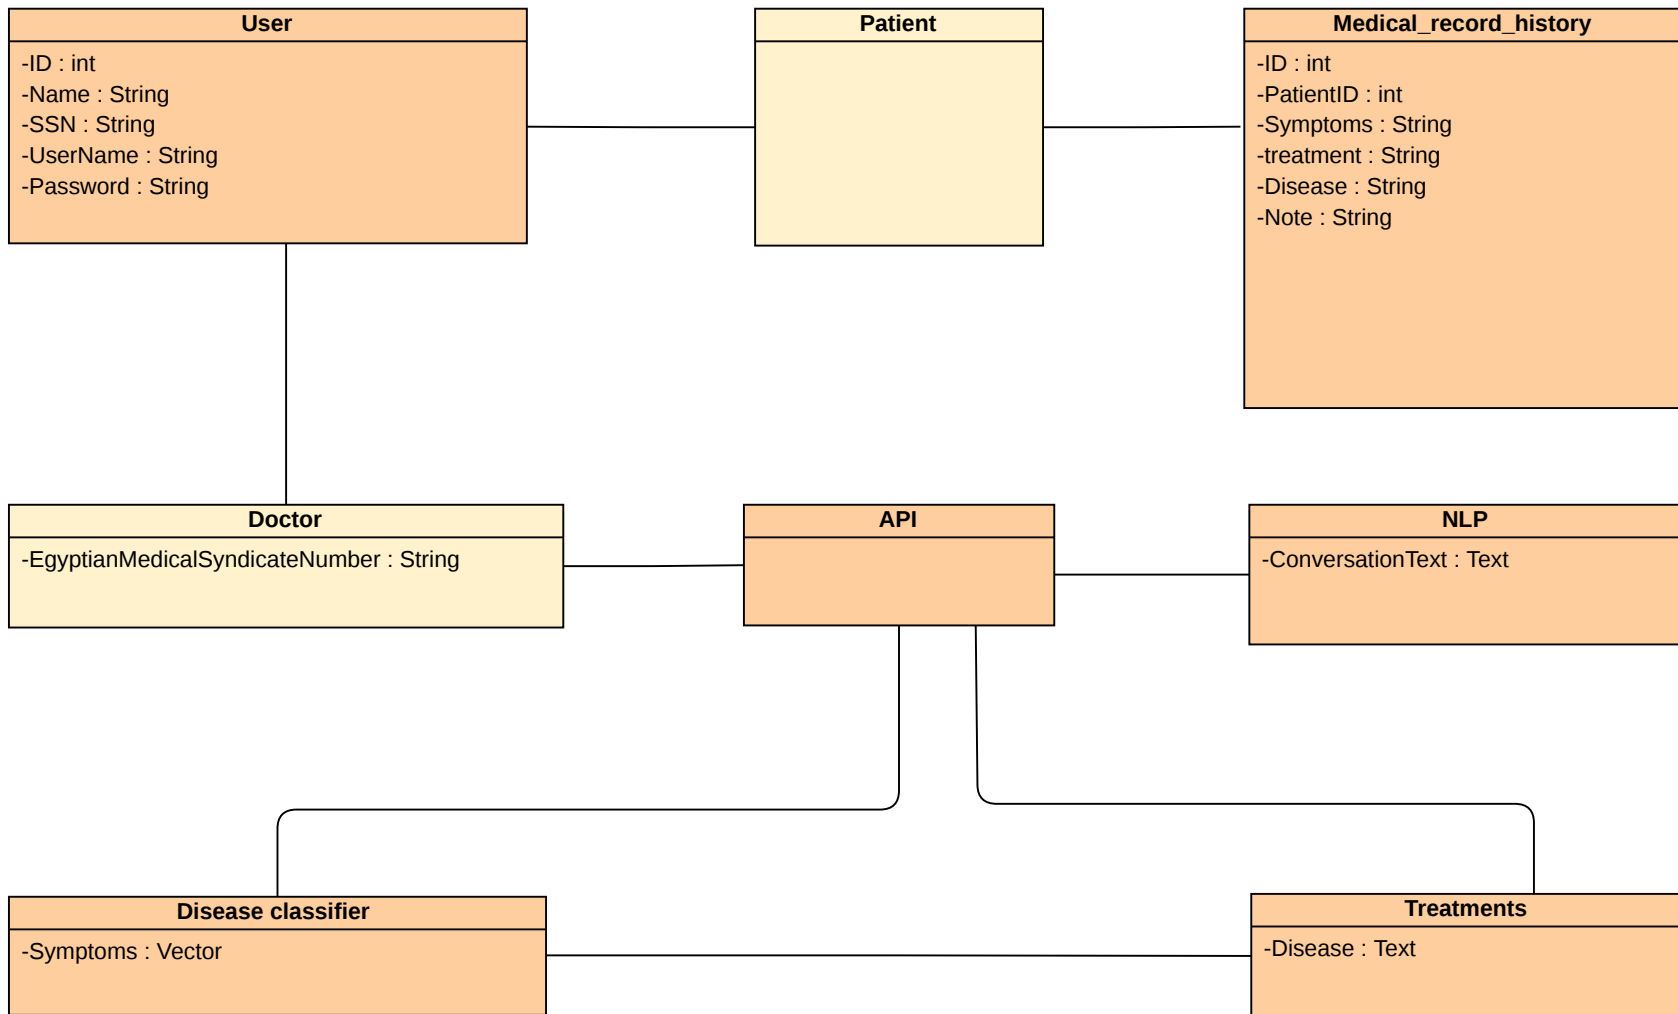 User
-ID : int
-Name : String
-SSN : String
-UserName : String
-Password : String
Patient
Medical_record_history
-ID : int
-PatientID : int
-Symptoms : String
-treatment : String
-Disease : String
-Note : String
Doctor
-EgyptianMedicalSyndicateNumber : String
API
NLP
-ConversationText : Text
Disease classifier
-Symptoms : Vector
Treatments
-Disease : Text